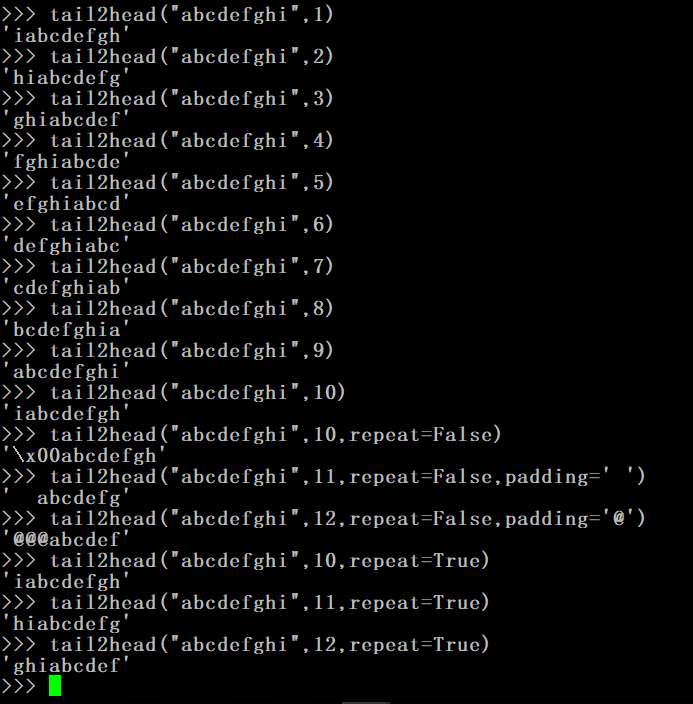 >>> tail2head("abcdefghi",1)
'iabcdefgh'
>>> tail2head("abcdefghi",2)
'hiabcdefg'
>>> tail2head("abcdefghi",3)
'ghiabcdef'
>>> tail2head("abcdefghi",4)
'fghiabcde'
>>> tail2head("abcdefghi",5)
'efghiabcd'
>>> tail2head("abcdefghi",6)
'defghiabc'
>>> tail2head("abcdefghi",7)
'cdefghiab'
>>> tail2head("abcdefghi",8)
'bcdefghia'
>>> tail2head("abcdefghi",9)
'abcdefghi'
>>> tail2head("abcdefghi",10)
'iabcdefgh'
>>> tail2head("abcdefghi",10,repeat=False)
'\x00abcdefgh'
>>> tail2head("abcdefghi",11,repeat=False,padding=' ')
'  abcdefg'
>>> tail2head("abcdefghi",12,repeat=False,padding='@')
'@@@abcdef'
>>> tail2head("abcdefghi",10,repeat=True)
'iabcdefgh'
>>> tail2head("abcdefghi",11,repeat=True)
'hiabcdefg'
>>> tail2head("abcdefghi",12,repeat=True)
'ghiabcdef'
>>>